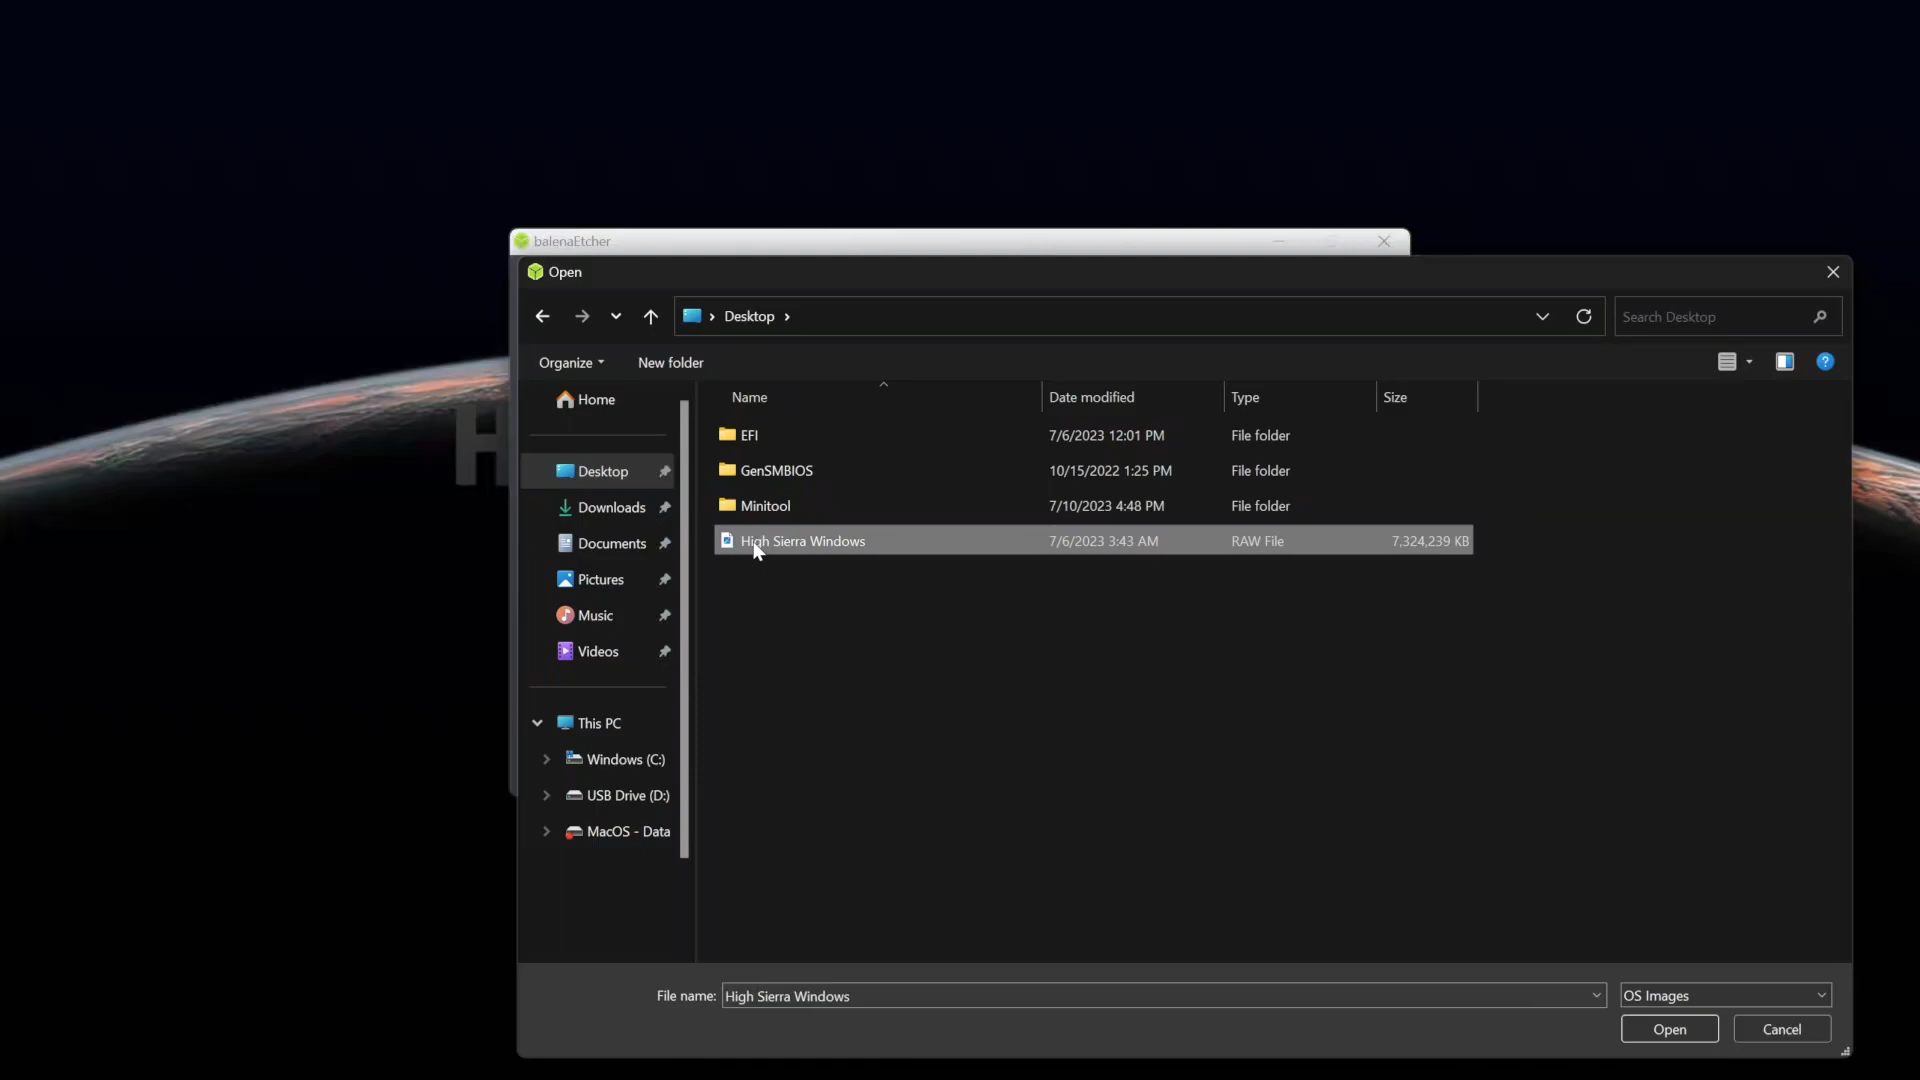 balenaEtcher
Open
Desktop
Search Desktop
Organize
New folder
Home
Desktop
Downloads
Documents
Pictures
Music
Videos
This PC
Windows (C:)
USB Drive (D:)
MacOS - Data
Name
Date modified
Type
Size
EFI
7/6/2023 12:01 PM
File folder
GenSMBIOS
10/15/2022 1:25 PM
File folder
Minitool
7/10/2023 4:48 PM
File folder
High Sierra Windows
7/6/2023 3:43 AM
RAW File
7,324,239 KB
File name:
High Sierra Windows
OS Images
Open
Cancel